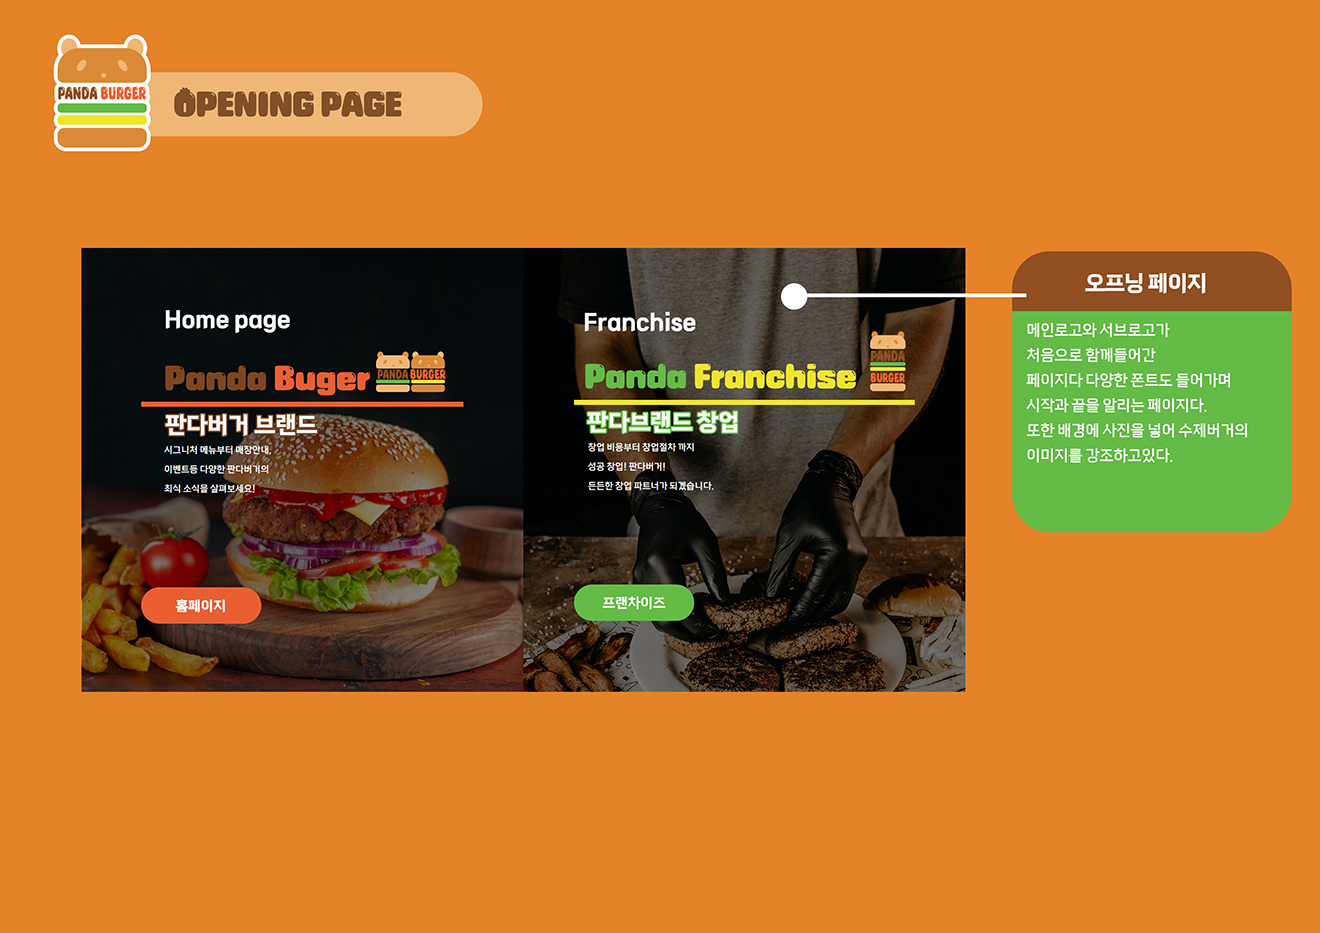 PANDA BURGER
OPENING PAGE
Home page
Panda Buger
PANDA BURGER
판다버거 브랜드
시그니처 메뉴부터 매장안내,
이벤트등 다양한 판다버거의
최식 소식을 살펴보세요!
홈페이지
Franchise
Panda Franchise
PANDA
BURGER
판다브랜드 창업
창업 비용부터 창업절차 까지
성공 창업! 판다버거!
든든한 창업 파트너가 되겠습니다.
프랜차이즈
오프닝 페이지
메인로고와 서브로고가
처음으로 함께들어간
페이지다 다양한 폰트도 들어가며
시작과 끝을 알리는 페이지다.
또한 배경에 사진을 넣어 수제버거의
이미지를 강조하고있다.